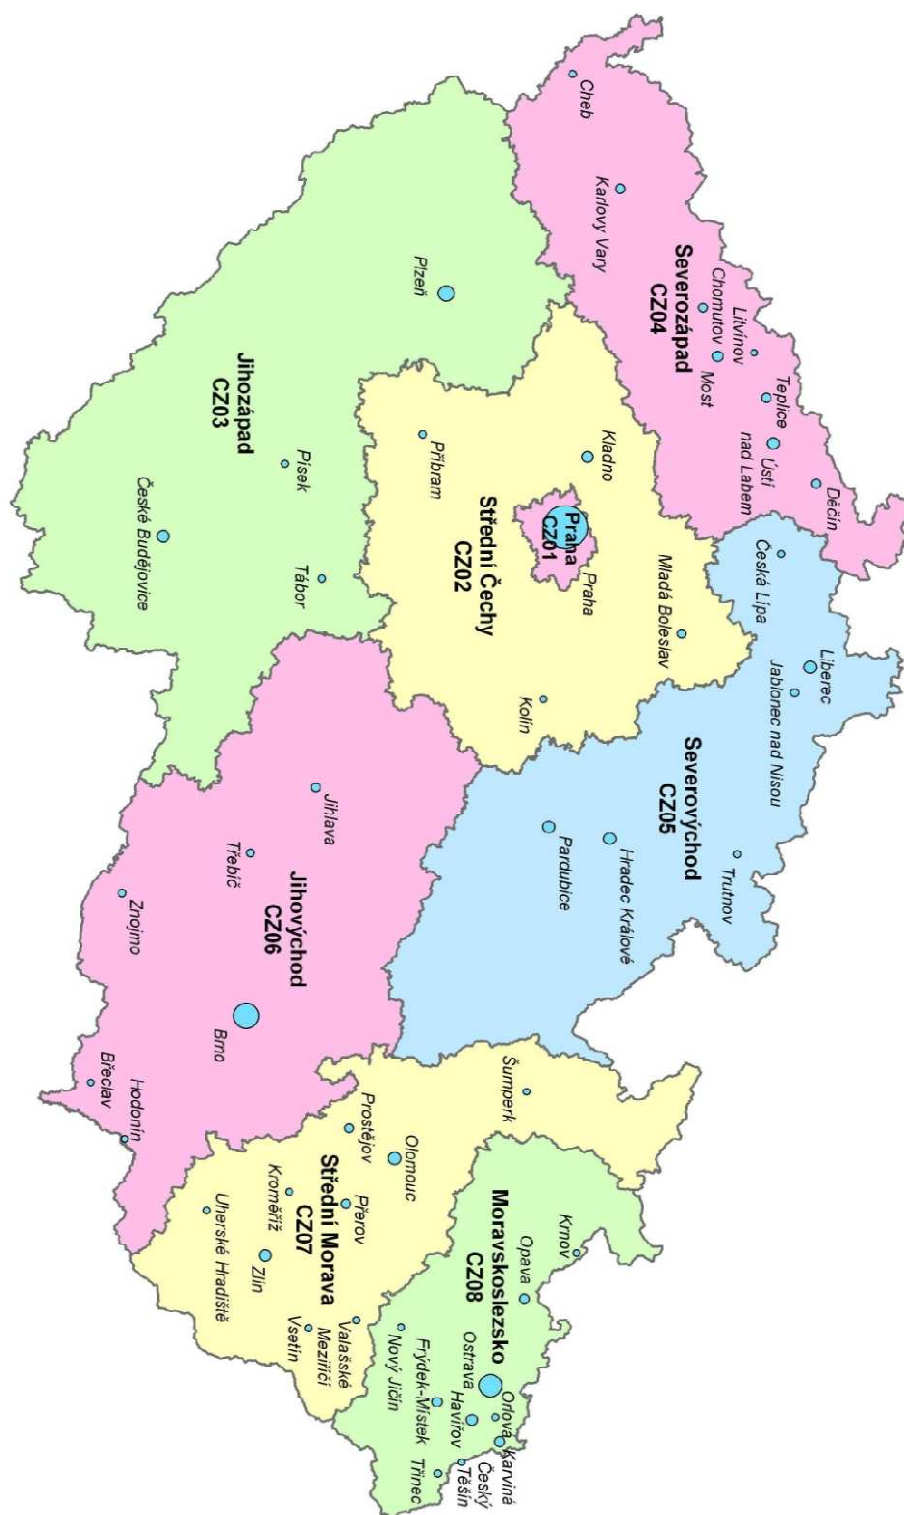 Cheb
Karlovy Vary
Severozápad
CZ04
Chomutov
Litvínov
Most
Teplice
Ústí
nad Labem
Děčín
Plzeň
Jihozápad
CZ03
Písek
České Budějovice
Tábor
Příbram
Kladno
Střední Čechy
CZ02
Praha
CZ01
Praha
Mladá Boleslav
Kolín
Česká Lípa
Liberec
Jablonec nad Nisou
Severovýchod
CZ05
Trutnov
Hradec Králové
Pardubice
Jihlava
Třebíč
Jihovýchod
CZ06
Znojmo
Brno
Břeclav
Hodonín
Šumperk
Olomouc
Prostějov
Přerov
Střední Morava
CZ07
Kroměříž
Zlín
Uherské Hradiště
Valašské
Meziříčí
Vsetín
Krnov
Opava
Moravskoslezsko
CZ08
Ostrava
Orlová
Karviná
Havířov
Frýdek-Místek
Nový Jičín
Český
Těšín
Třinec